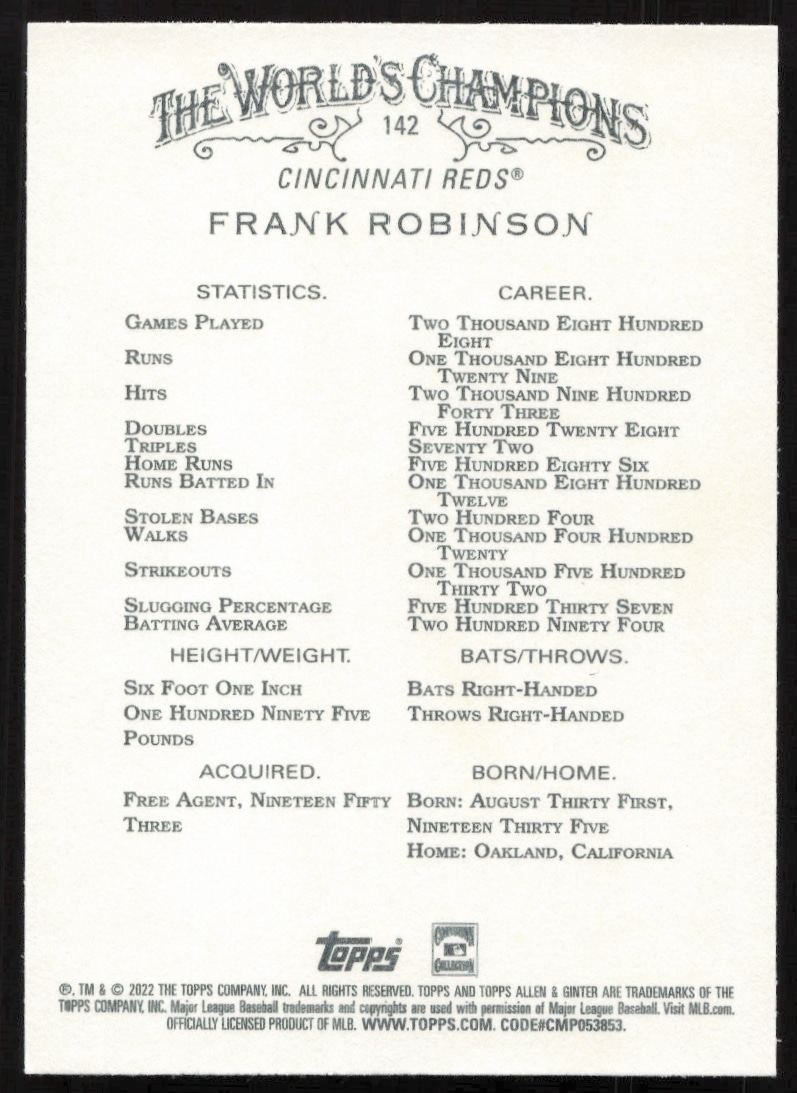 THE WORLD'S CHAMPIONS
142
CINCINNATI REDS®
FRANK ROBINSON
STATISTICS. CAREER.
GAMES PLAYED TWO THOUSAND EIGHT HUNDRED
EIGHT
RUNS ONE THOUSAND EIGHT HUNDRED
TWENTY NINE
HITS TWO THOUSAND NINE HUNDRED
FORTY THREE
DOUBLES FIVE HUNDRED TWENTY EIGHT
TRIPLES SEVENTY TWO
HOME RUNS FIVE HUNDRED EIGHTY SIX
RUNS BATTED IN ONE THOUSAND EIGHT HUNDRED
TWELVE
STOLEN BASES TWO HUNDRED FOUR
WALKS ONE THOUSAND FOUR HUNDRED
TWENTY
STRIKEOUTS ONE THOUSAND FIVE HUNDRED
THIRTY TWO
SLUGGING PERCENTAGE FIVE HUNDRED THIRTY SEVEN
BATTING AVERAGE TWO HUNDRED NINETY FOUR
HEIGHT/WEIGHT. BATS/THROWS.
SIX FOOT ONE INCH BATS RIGHT-HANDED
ONE HUNDRED NINETY FIVE THROWS RIGHT-HANDED
POUNDS
ACQUIRED. BORN/HOME.
FREE AGENT, NINETEEN FIFTY BORN: AUGUST THIRTY FIRST,
THREE NINETEEN THIRTY FIVE
HOME: OAKLAND, CALIFORNIA
Topps® COOPERSTOWN
COLLECTION
®, TM & © 2022 THE TOPPS COMPANY, INC. ALL RIGHTS RESERVED. TOPPS AND TOPPS ALLEN & GINTER ARE TRADEMARKS OF THE
TOPPS COMPANY, INC. Major League Baseball trademarks and copyrights are used with permission of Major League Baseball. Visit MLB.com.
OFFICIALLY LICENSED PRODUCT OF MLB. WWW.TOPPS.COM. CODE#CMP053853.